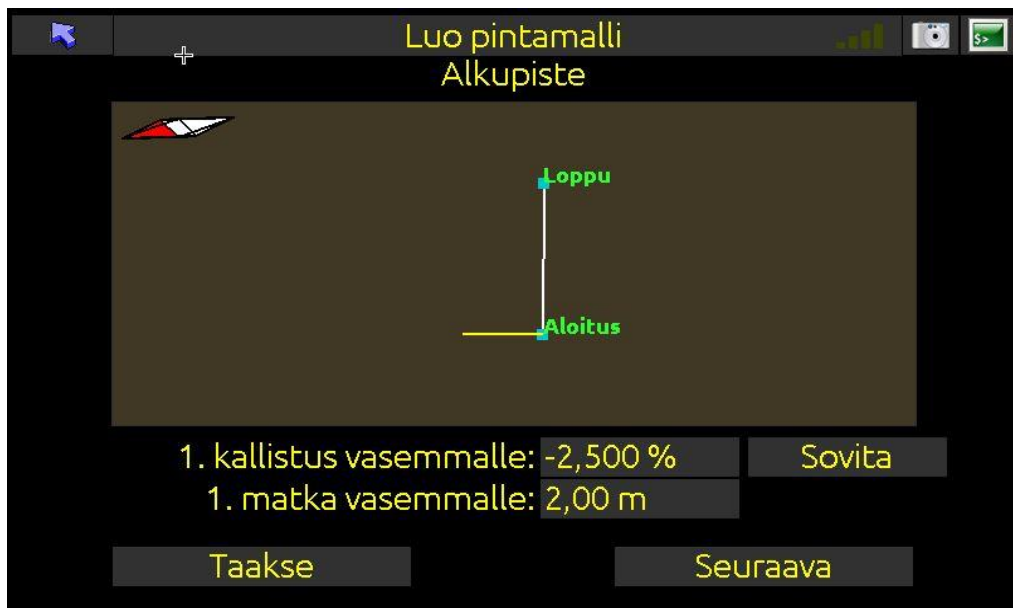 Luo pintamalli
$>
Alkupiste
Loppu
Aloitus
1. kallistus vasemmalle: -2,500 % Sovita
1. matka vasemmalle: 2,00 m
Taakse Seuraava